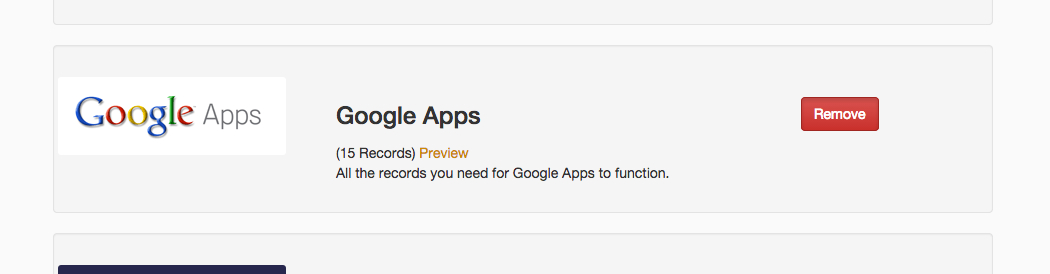 Google Apps
Google Apps
Remove
(15 Records) Preview
All the records you need for Google Apps to function.